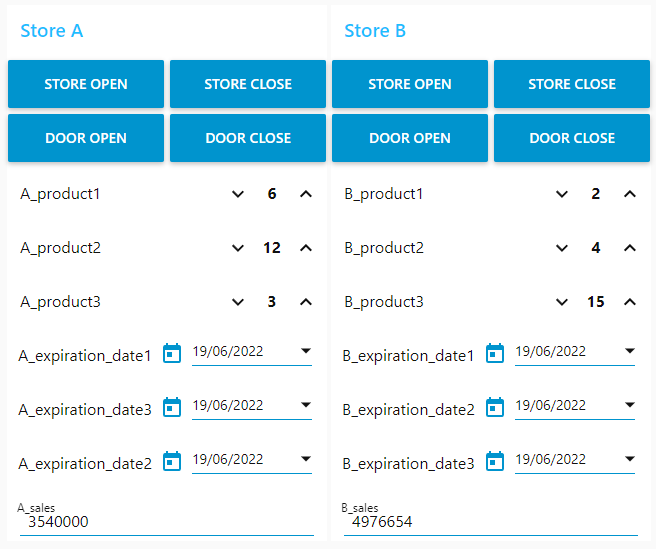 Store A
STORE OPEN STORE CLOSE
DOOR OPEN DOOR CLOSE
A_product1 6
A_product2 12
A_product3 3
A_expiration_date1 19/06/2022
A_expiration_date3 19/06/2022
A_expiration_date2 19/06/2022
A_sales
3540000
Store B
STORE OPEN STORE CLOSE
DOOR OPEN DOOR CLOSE
B_product1 2
B_product2 4
B_product3 15
B_expiration_date1 19/06/2022
B_expiration_date2 19/06/2022
B_expiration_date3 19/06/2022
B_sales
4976654